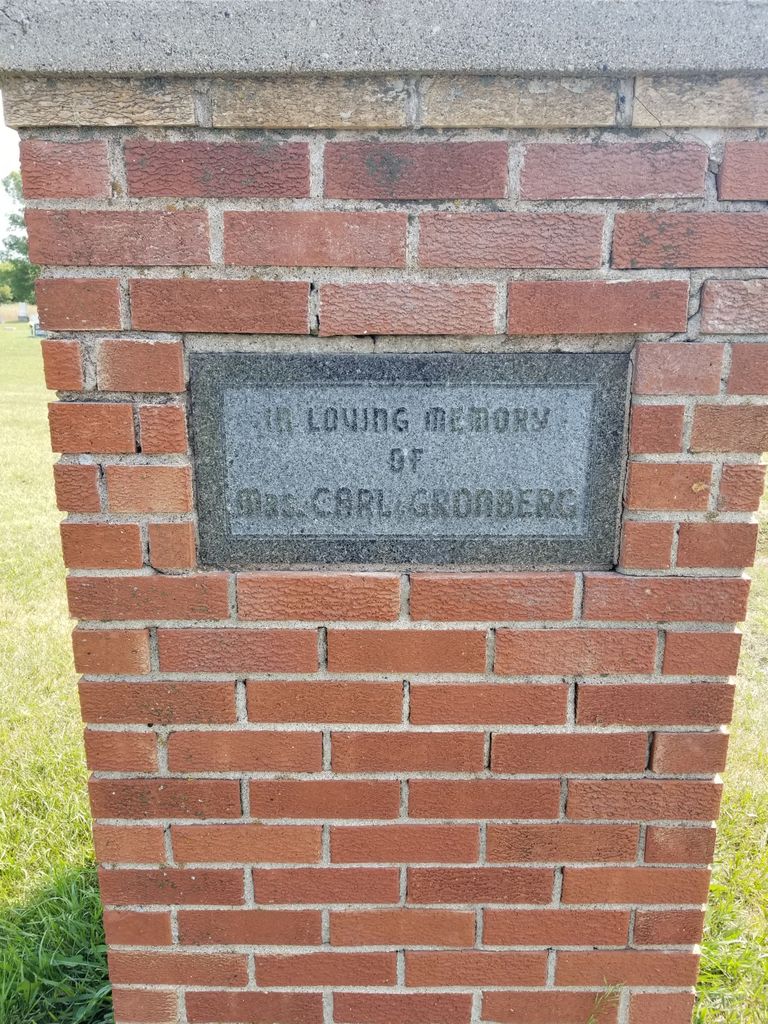 IN LOVING MEMORY
OF
MRS. CARL GRONBERG